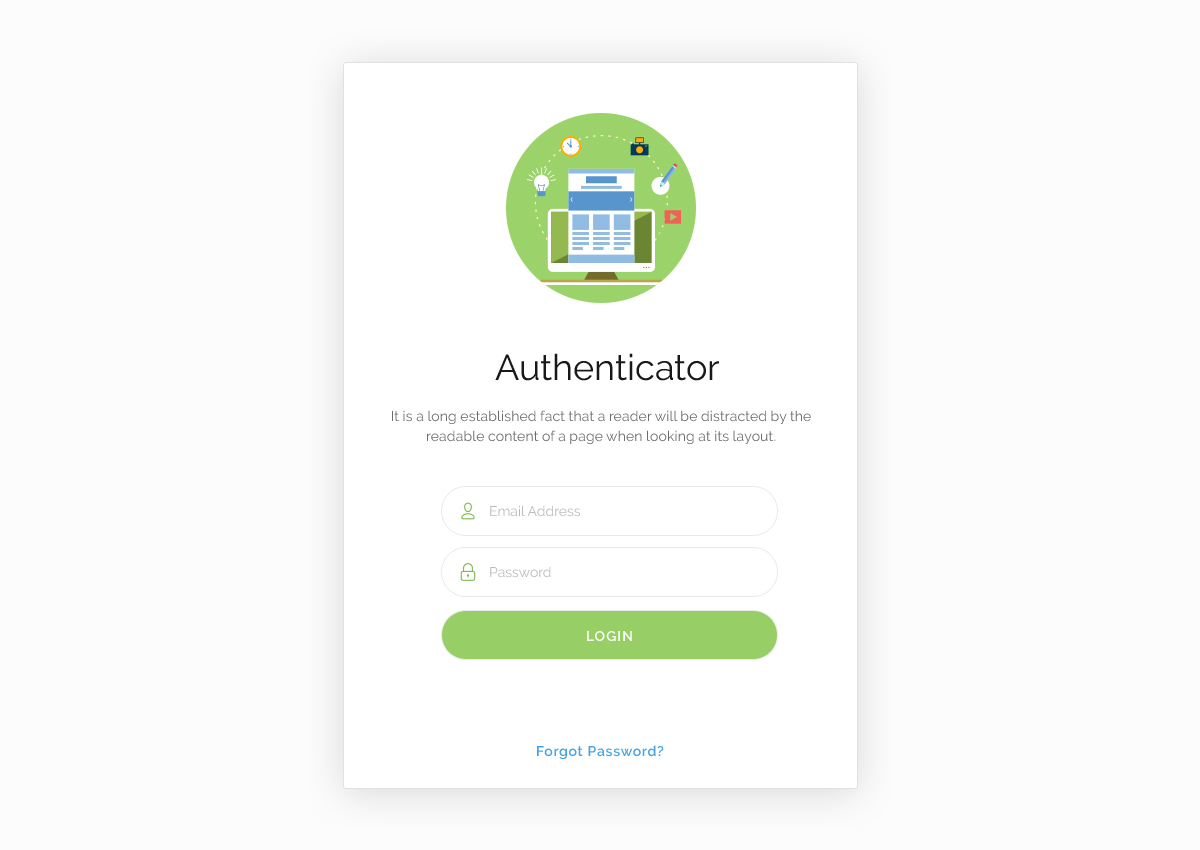 Authenticator
It is a long established fact that a reader will be distracted by the
readable content of a page when looking at its layout.
Email Address
Password
LOGIN
Forgot Password?